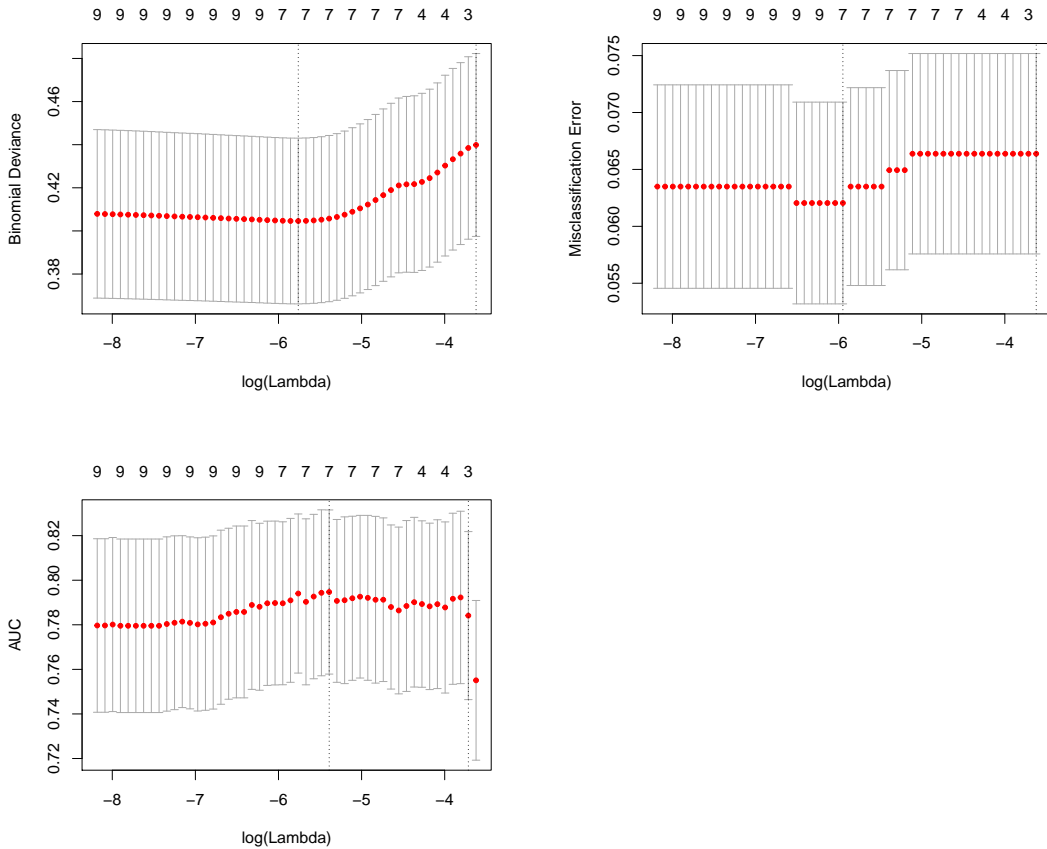 9 9 9 9 9 9 9 9 7 7 7 7 7 7 4 4 3
Binomial Deviance
0.46
0.42
0.38
−8 −7 −6 −5 −4
log(Lambda)
9 9 9 9 9 9 9 7 7 7 7 7 7 4 4 3
Misclassification Error
0.075
0.070
0.065
0.060
0.055
−8 −7 −6 −5 −4
log(Lambda)
9 9 9 9 9 9 9 9 7 7 7 7 7 7 4 4 3
AUC
0.82
0.80
0.78
0.76
0.74
0.72
−8 −7 −6 −5 −4
log(Lambda)